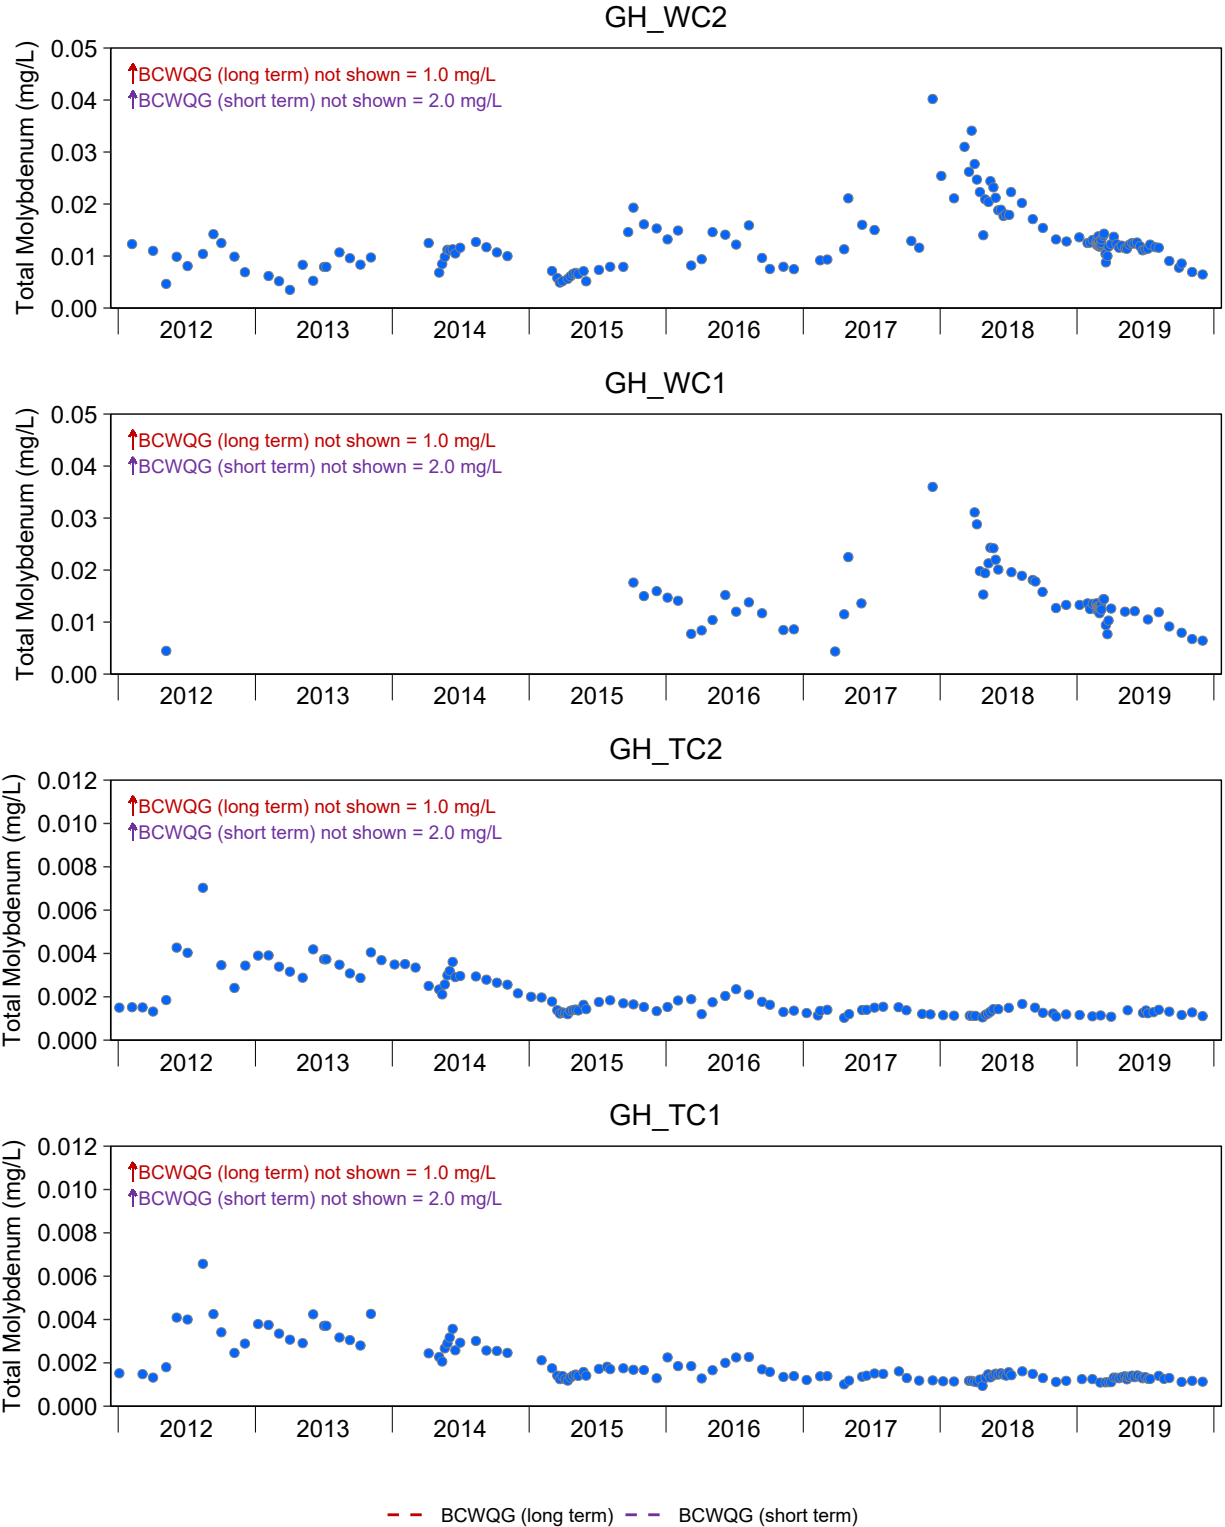 GH_WC2
Total Molybdenum (mg/L)
0.05
0.04
0.03
0.02
0.01
0.00
BCWQG (long term) not shown = 1.0 mg/L
BCWQG (short term) not shown = 2.0 mg/L
2012 2013 2014 2015 2016 2017 2018 2019
GH_WC1
Total Molybdenum (mg/L)
0.05
0.04
0.03
0.02
0.01
0.00
BCWQG (long term) not shown = 1.0 mg/L
BCWQG (short term) not shown = 2.0 mg/L
2012 2013 2014 2015 2016 2017 2018 2019
GH_TC2
Total Molybdenum (mg/L)
0.012
0.010
0.008
0.006
0.004
0.002
0.000
BCWQG (long term) not shown = 1.0 mg/L
BCWQG (short term) not shown = 2.0 mg/L
2012 2013 2014 2015 2016 2017 2018 2019
GH_TC1
Total Molybdenum (mg/L)
0.012
0.010
0.008
0.006
0.004
0.002
0.000
BCWQG (long term) not shown = 1.0 mg/L
BCWQG (short term) not shown = 2.0 mg/L
2012 2013 2014 2015 2016 2017 2018 2019
BCWQG (long term) BCWQG (short term)